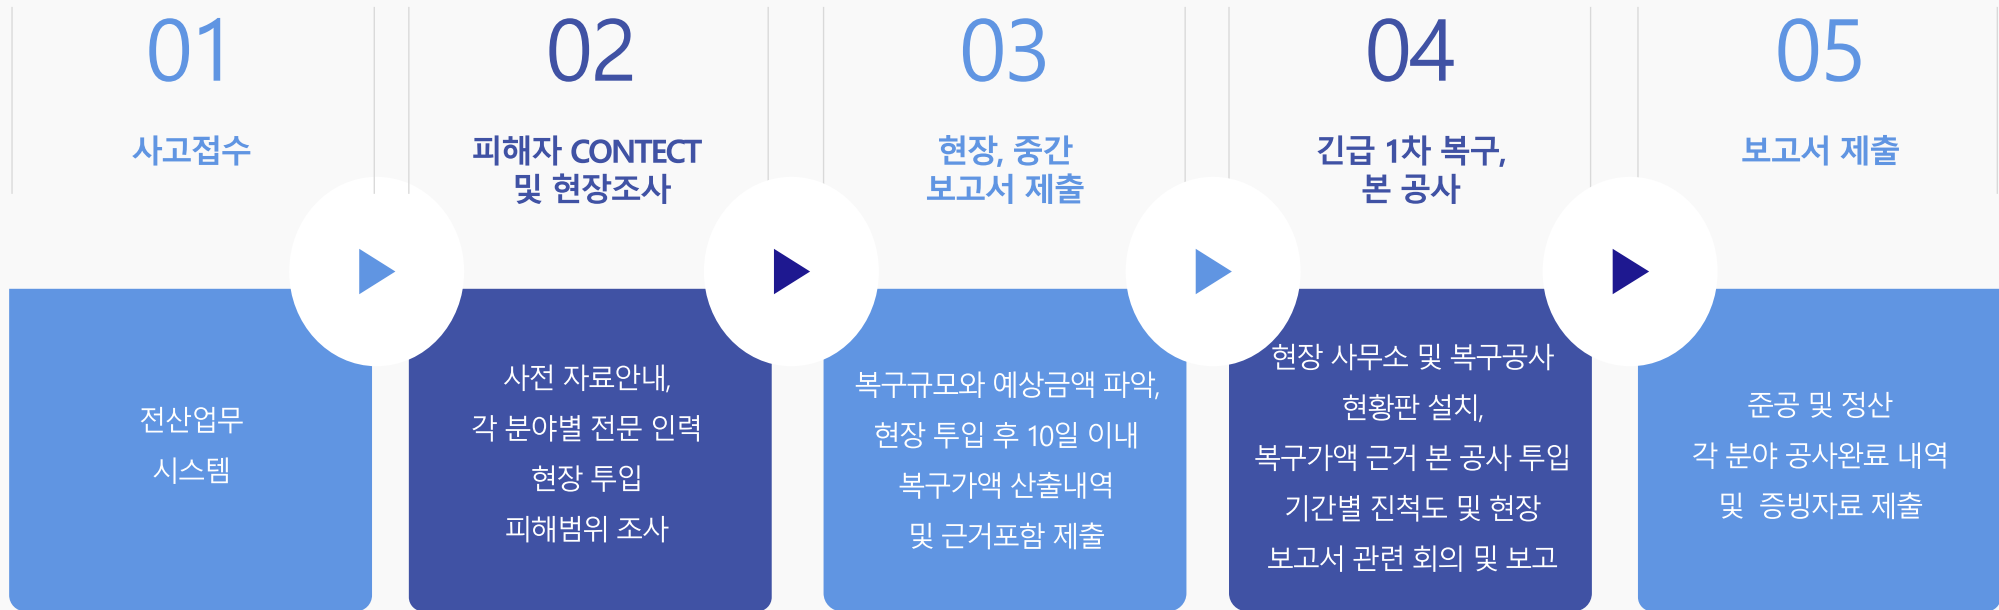 01
사고접수
전산업무
시스템
02
피해자 CONTECT
및 현장조사
사전 자료안내,
각 분야별 전문 인력
현장 투입
피해범위 조사
03
현장, 중간
보고서 제출
복구규모와 예상금액 파악,
현장 투입 후 10일 이내
복구가액 산출내역
및 근거포함 제출
04
긴급 1차 복구,
본 공사
현장 사무소 및 복구공사
현황판 설치,
복구가액 근거 본 공사 투입
기간별 진척도 및 현장
보고서 관련 회의 및 보고
05
보고서 제출
준공 및 정산
각 분야 공사완료 내역
및 증빙자료 제출